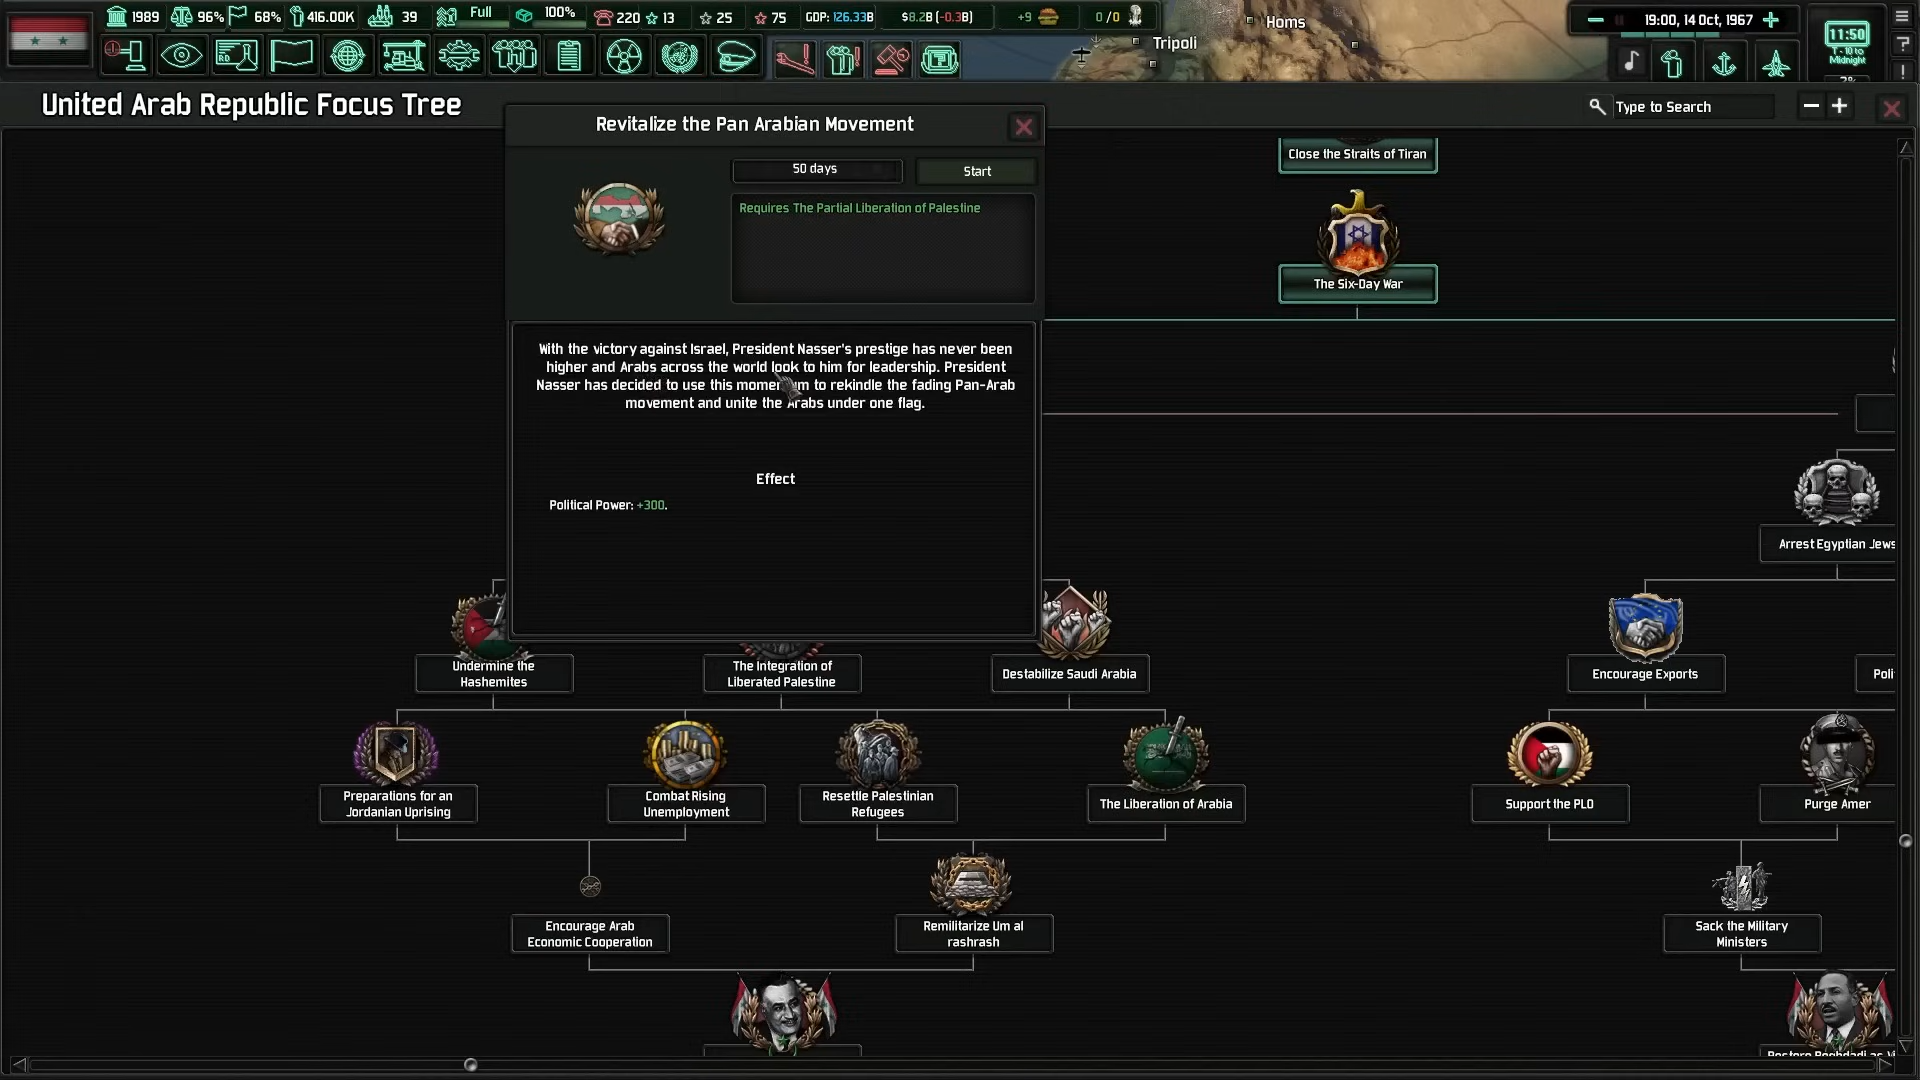 1989 96% 68% 416.00K 39 Full 100% 220 13 25 75 GDP: 126.33B $8.2B (-0.3B) +9 0/0
19:00, 14 Oct, 1967
11:50
T - 10 to
Midnight
Tripoli
Homs
United Arab Republic Focus Tree
Type to Search
Revitalize the Pan Arabian Movement
50 days
Start
Requires The Partial Liberation of Palestine
With the victory against Israel, President Nasser's prestige has never been
higher and Arabs across the world look to him for leadership. President
Nasser has decided to use this momentum to rekindle the fading Pan-Arab
movement and unite the Arabs under one flag.
Effect
Political Power: +300.
Close the Straits of Tiran
The Six-Day War
Arrest Egyptian Jews
Undermine the
Hashemites
The Integration of
Liberated Palestine
Destabilize Saudi Arabia
Encourage Exports
Poli
Preparations for an
Jordanian Uprising
Combat Rising
Unemployment
Resettle Palestinian
Refugees
The Liberation of Arabia
Support the PLO
Purge Amer
Encourage Arab
Economic Cooperation
Remilitarize Um al
rashrash
Sack the Military
Ministers